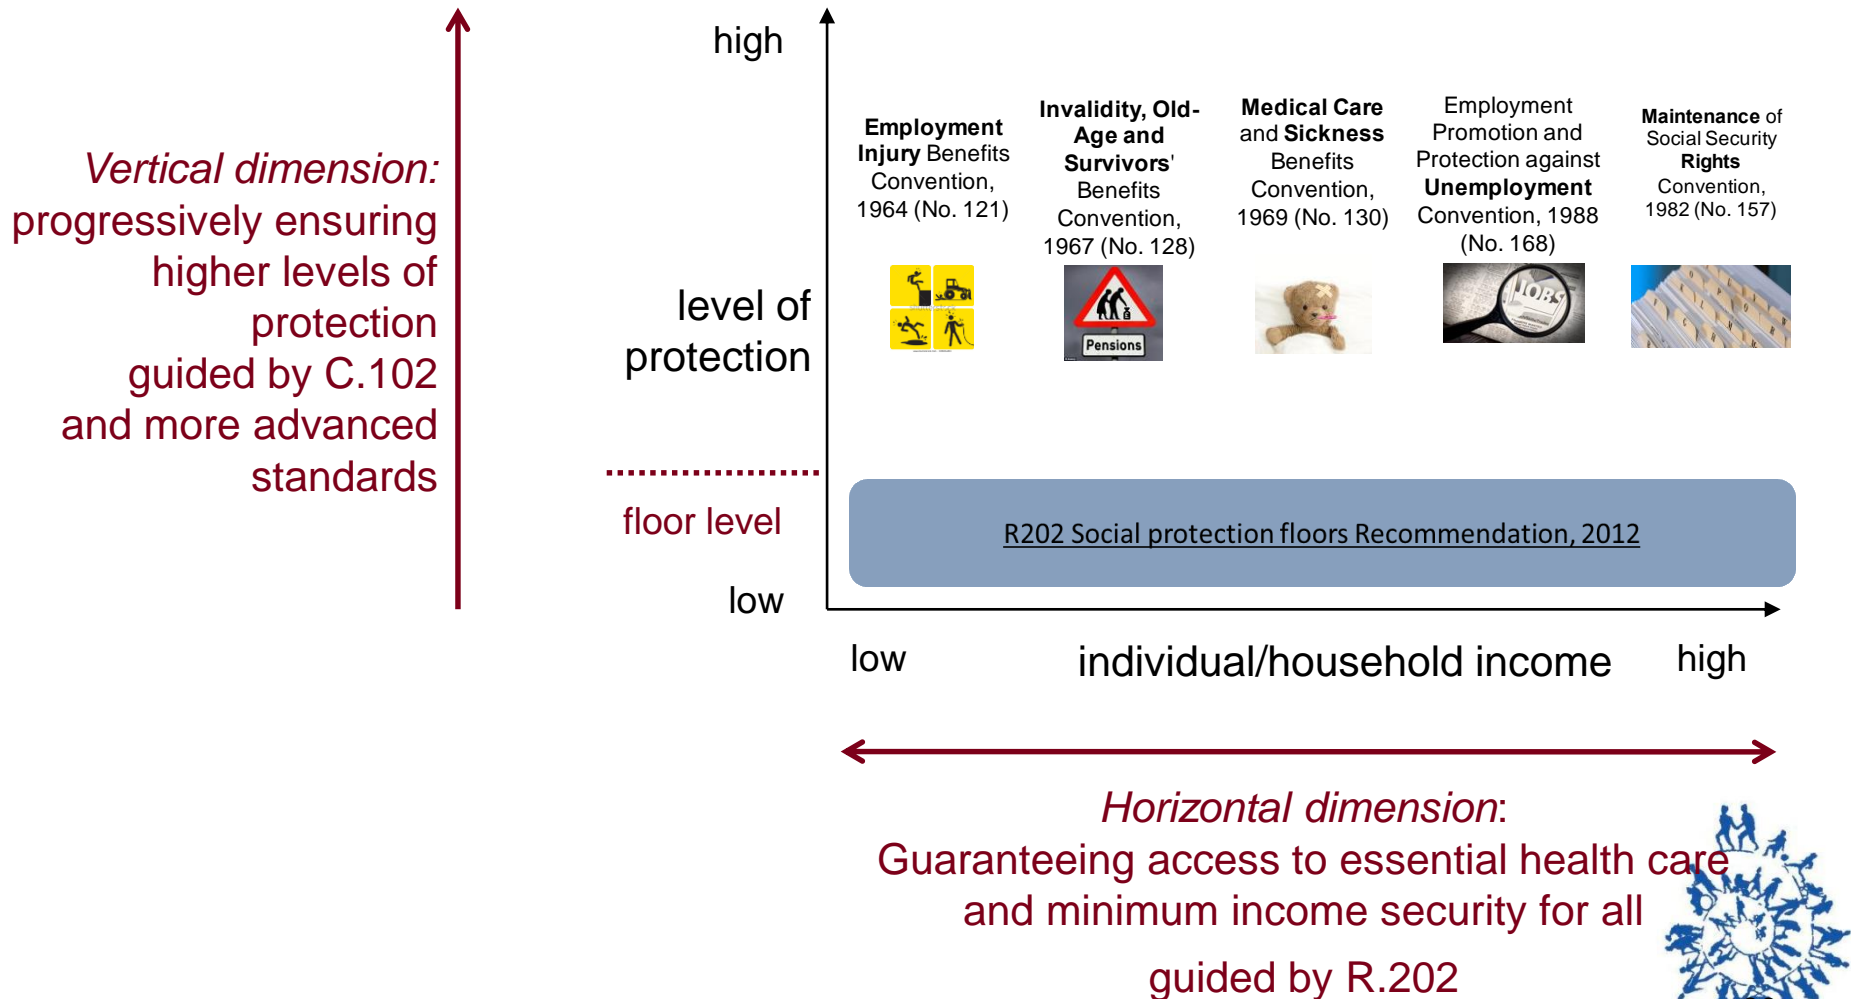 Vertical dimension:
progressively ensuring
higher levels of
protection
guided by C.102
and more advanced
standards
high
level of
protection
floor level
low
Employment
Injury Benefits
Convention,
1964 (No. 121)
Invalidity, Old-
Age and
Survivors'
Benefits
Convention,
1967 (No. 128)
Pensions
Medical Care
and Sickness
Benefits
Convention,
1969 (No. 130)
Employment
Promotion and
Protection against
Unemployment
Convention, 1988
(No. 168)
JOBS
Maintenance of
Social Security
Rights
Convention,
1982 (No. 157)
R202 Social protection floors Recommendation, 2012
low
individual/household income
high
Horizontal dimension:
Guaranteeing access to essential health care
and minimum income security for all
guided by R.202